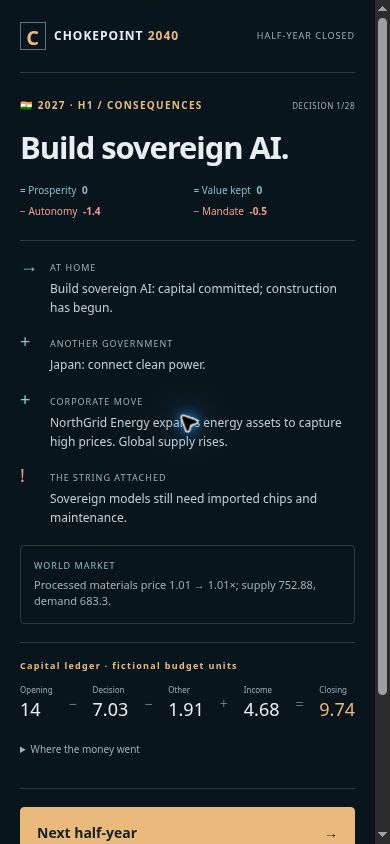 C CHOKEPOINT 2040
HALF-YEAR CLOSED
2027 · H1 / CONSEQUENCES
DECISION 1/28
Build sovereign AI.
= Prosperity 0
= Value kept 0
− Autonomy -1.4
− Mandate -0.5
→ AT HOME
Build sovereign AI: capital committed; construction
has begun.
+ ANOTHER GOVERNMENT
Japan: connect clean power.
+ CORPORATE MOVE
NorthGrid Energy expands energy assets to capture
high prices. Global supply rises.
! THE STRING ATTACHED
Sovereign models still need imported chips and
maintenance.
WORLD MARKET
Processed materials price 1.01 → 1.01×; supply 752.88,
demand 683.3.
Capital ledger · fictional budget units
Opening Decision Other Income Closing
14 − 7.03 − 1.91 + 4.68 = 9.74
▶ Where the money went
Next half-year →